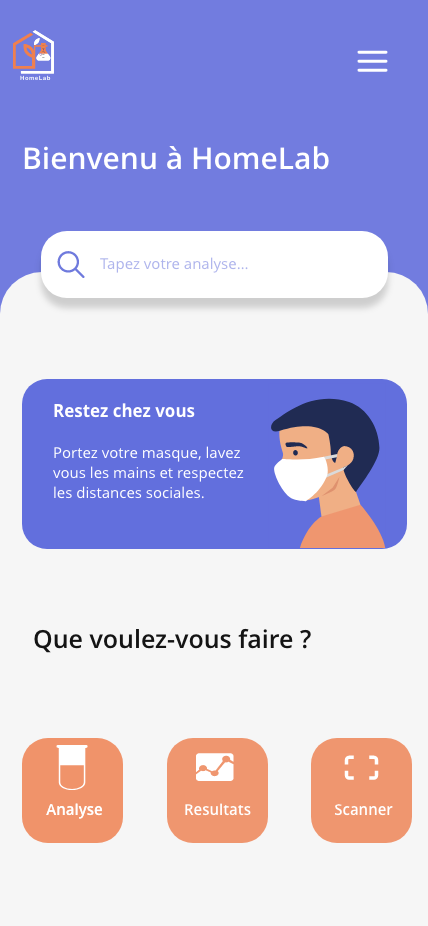 HomeLab
Bienvenu à HomeLab
Tapez votre analyse...
Restez chez vous
Portez votre masque, lavez
vous les mains et respectez
les distances sociales.
Que voulez-vous faire ?
Analyse
Resultats
Scanner